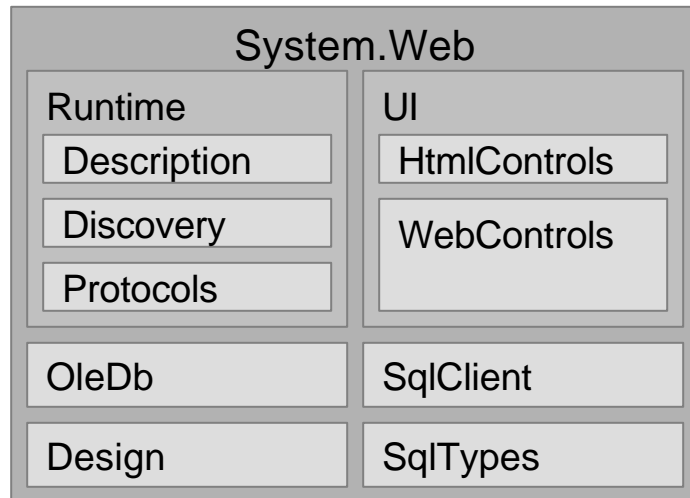 System.Web
Runtime
Description
Discovery
Protocols
UI
HtmlControls
WebControls
OleDb
SqlClient
Design
SqlTypes